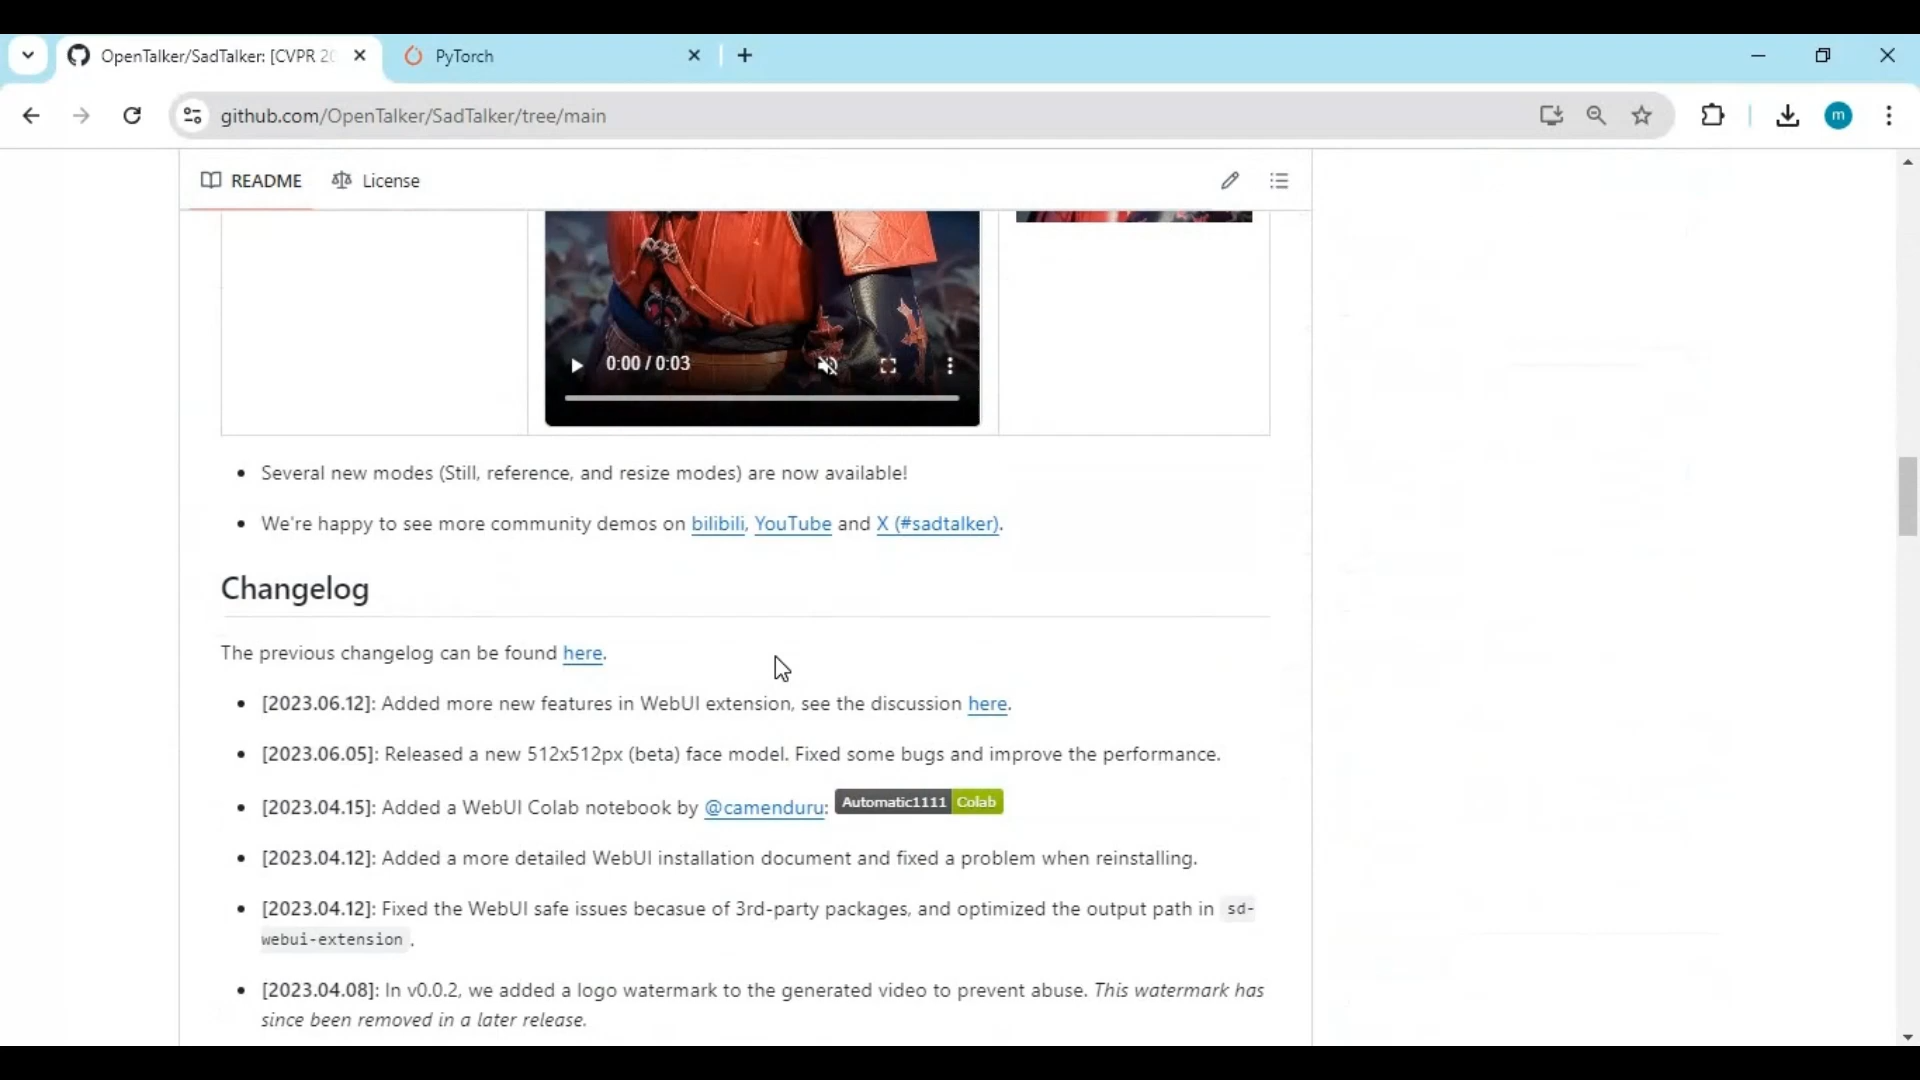 OpenTalker/SadTalker: [CVPR 20
PyTorch
github.com/OpenTalker/SadTalker/tree/main
m
README
License
0:00 / 0:03
Several new modes (Still, reference, and resize modes) are now available!
We're happy to see more community demos on bilibili, YouTube and X (#sadtalker).
Changelog
The previous changelog can be found here.
[2023.06.12]: Added more new features in WebUI extension, see the discussion here.
[2023.06.05]: Released a new 512x512px (beta) face model. Fixed some bugs and improve the performance.
[2023.04.15]: Added a WebUI Colab notebook by @camenduru: Automatic1111 Colab
[2023.04.12]: Added a more detailed WebUI installation document and fixed a problem when reinstalling.
[2023.04.12]: Fixed the WebUI safe issues becasue of 3rd-party packages, and optimized the output path in sd-
webui-extension .
[2023.04.08]: In v0.0.2, we added a logo watermark to the generated video to prevent abuse. This watermark has
since been removed in a later release.